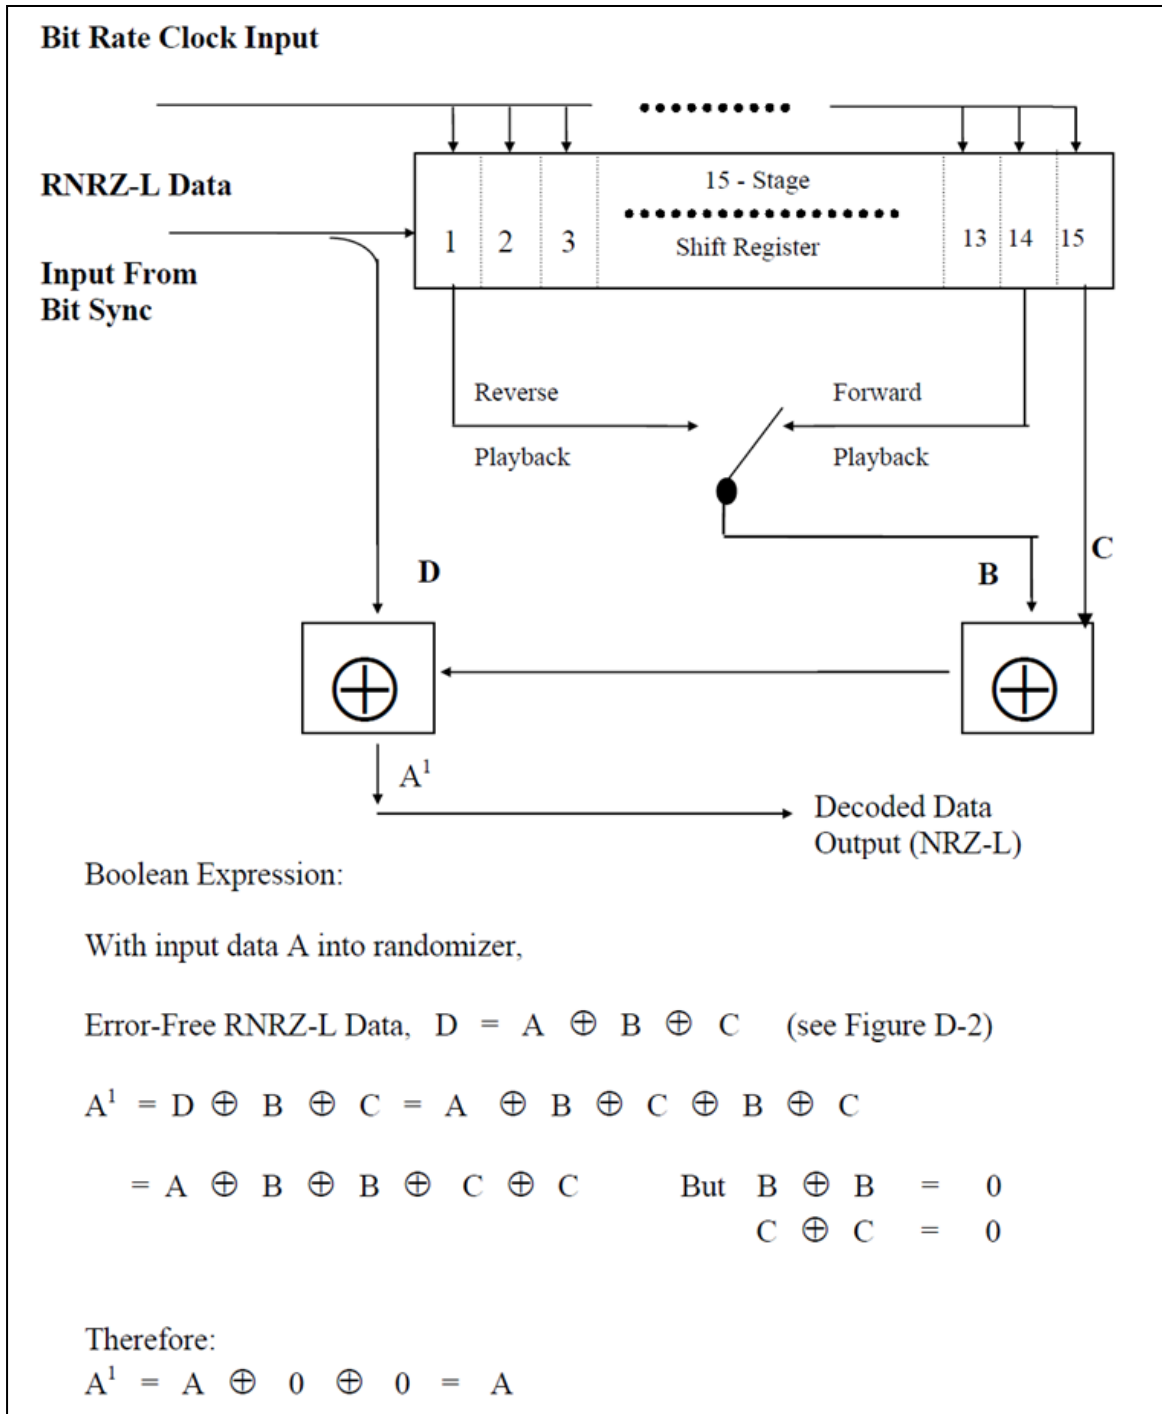 Bit Rate Clock Input
RNRZ-L Data
Input From
Bit Sync
15 - Stage
Shift Register
1 2 3 13 14 15
Reverse
Playback
Forward
Playback
D
B
C
A¹
Decoded Data
Output (NRZ-L)
Boolean Expression:
With input data A into randomizer,
Error-Free RNRZ-L Data, D = A ⊕ B ⊕ C (see Figure D-2)
A¹ = D ⊕ B ⊕ C = A ⊕ B ⊕ C ⊕ B ⊕ C
= A ⊕ B ⊕ B ⊕ C ⊕ C But B ⊕ B = 0
C ⊕ C = 0
Therefore:
A¹ = A ⊕ 0 ⊕ 0 = A